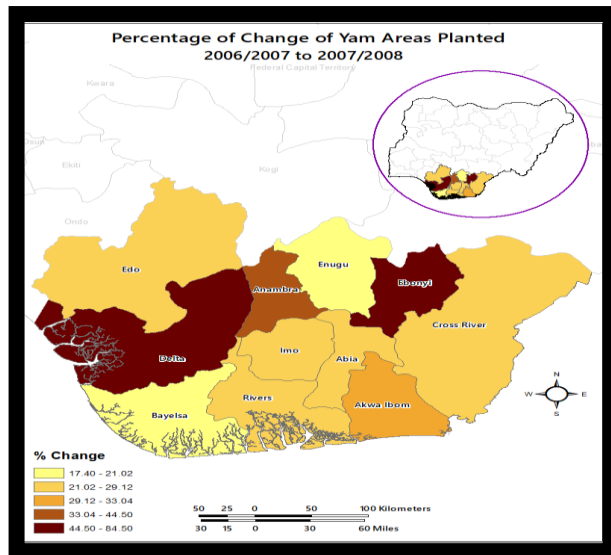 Percentage of Change of Yam Areas Planted
2006/2007 to 2007/2008
Federal Capital Territory
Kwara
Osun
Ekiti
Kogi
Ondo
Edo
Enugu
Anambra
Ebonyi
Cross River
Delta
Imo
Abia
Rivers
Akwa Ibom
Bayelsa
N
W E
S
% Change
17.40 - 21.02
21.02 - 29.12
29.12 - 33.04
33.04 - 44.50
44.50 - 84.50
50 25 0 50 100 Kilometers
30 15 0 30 60 Miles